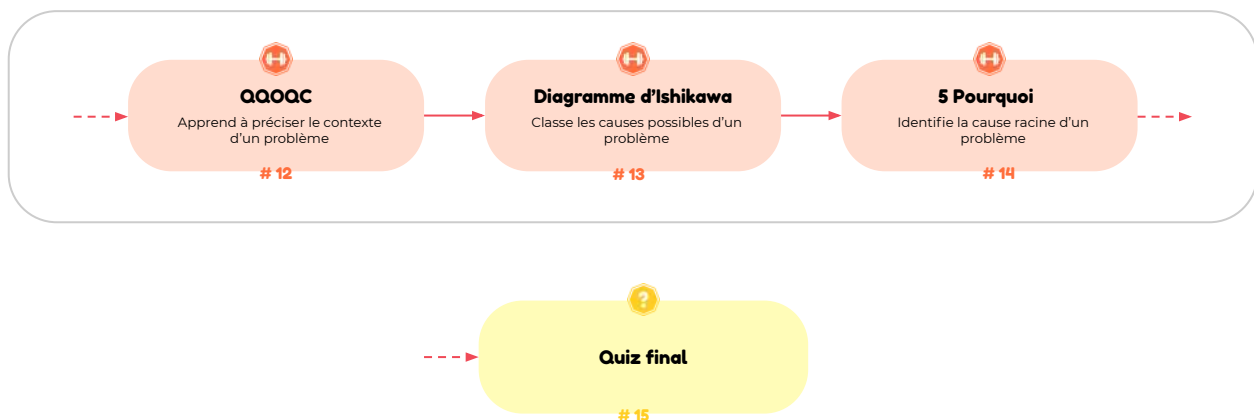 QQOQC
Apprend à préciser le contexte
d'un problème
# 12
Diagramme d'Ishikawa
Classe les causes possibles d'un
problème
# 13
5 Pourquoi
Identifie la cause racine d'un
problème
# 14
?
Quiz final
# 15